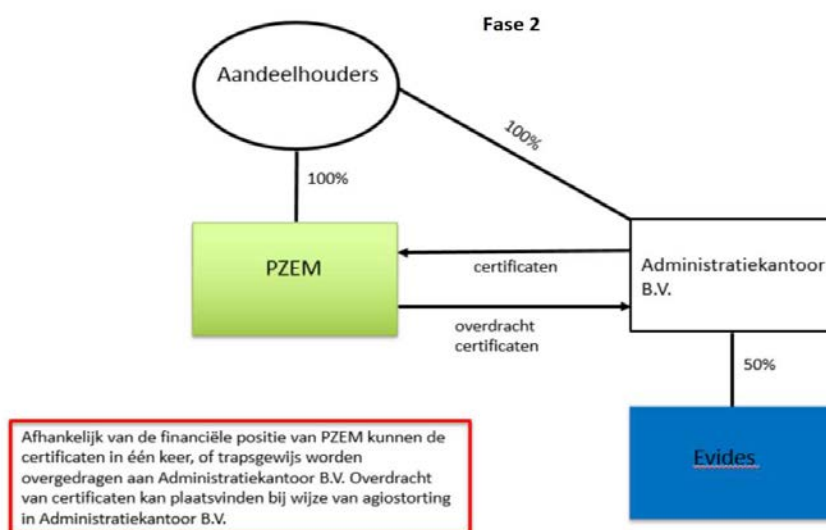 Fase 2
Aandeelhouders
100%
100%
PZEM
certificaten
Administratiekantoor
B.V.
overdracht
certificaten
50%
Evides
Afhankelijk van de financiële positie van PZEM kunnen de
certificaten in één keer, of trapsgewijs worden
overgedragen aan Administratiekantoor B.V. Overdracht
van certificaten kan plaatsvinden bij wijze van agiostorting
in Administratiekantoor B.V.